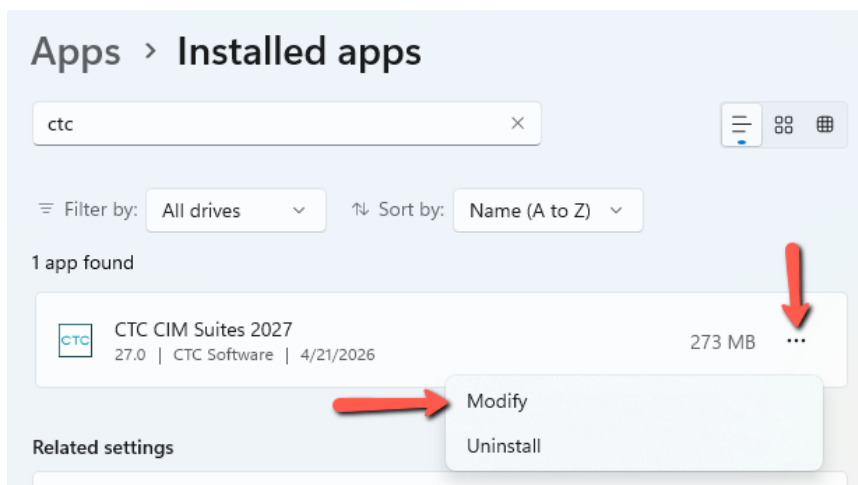 Apps > Installed apps
ctc
Filter by: All drives Sort by: Name (A to Z)
1 app found
CTC
CTC CIM Suites 2027
27.0 | CTC Software | 4/21/2026
273 MB
Modify
Uninstall
Related settings